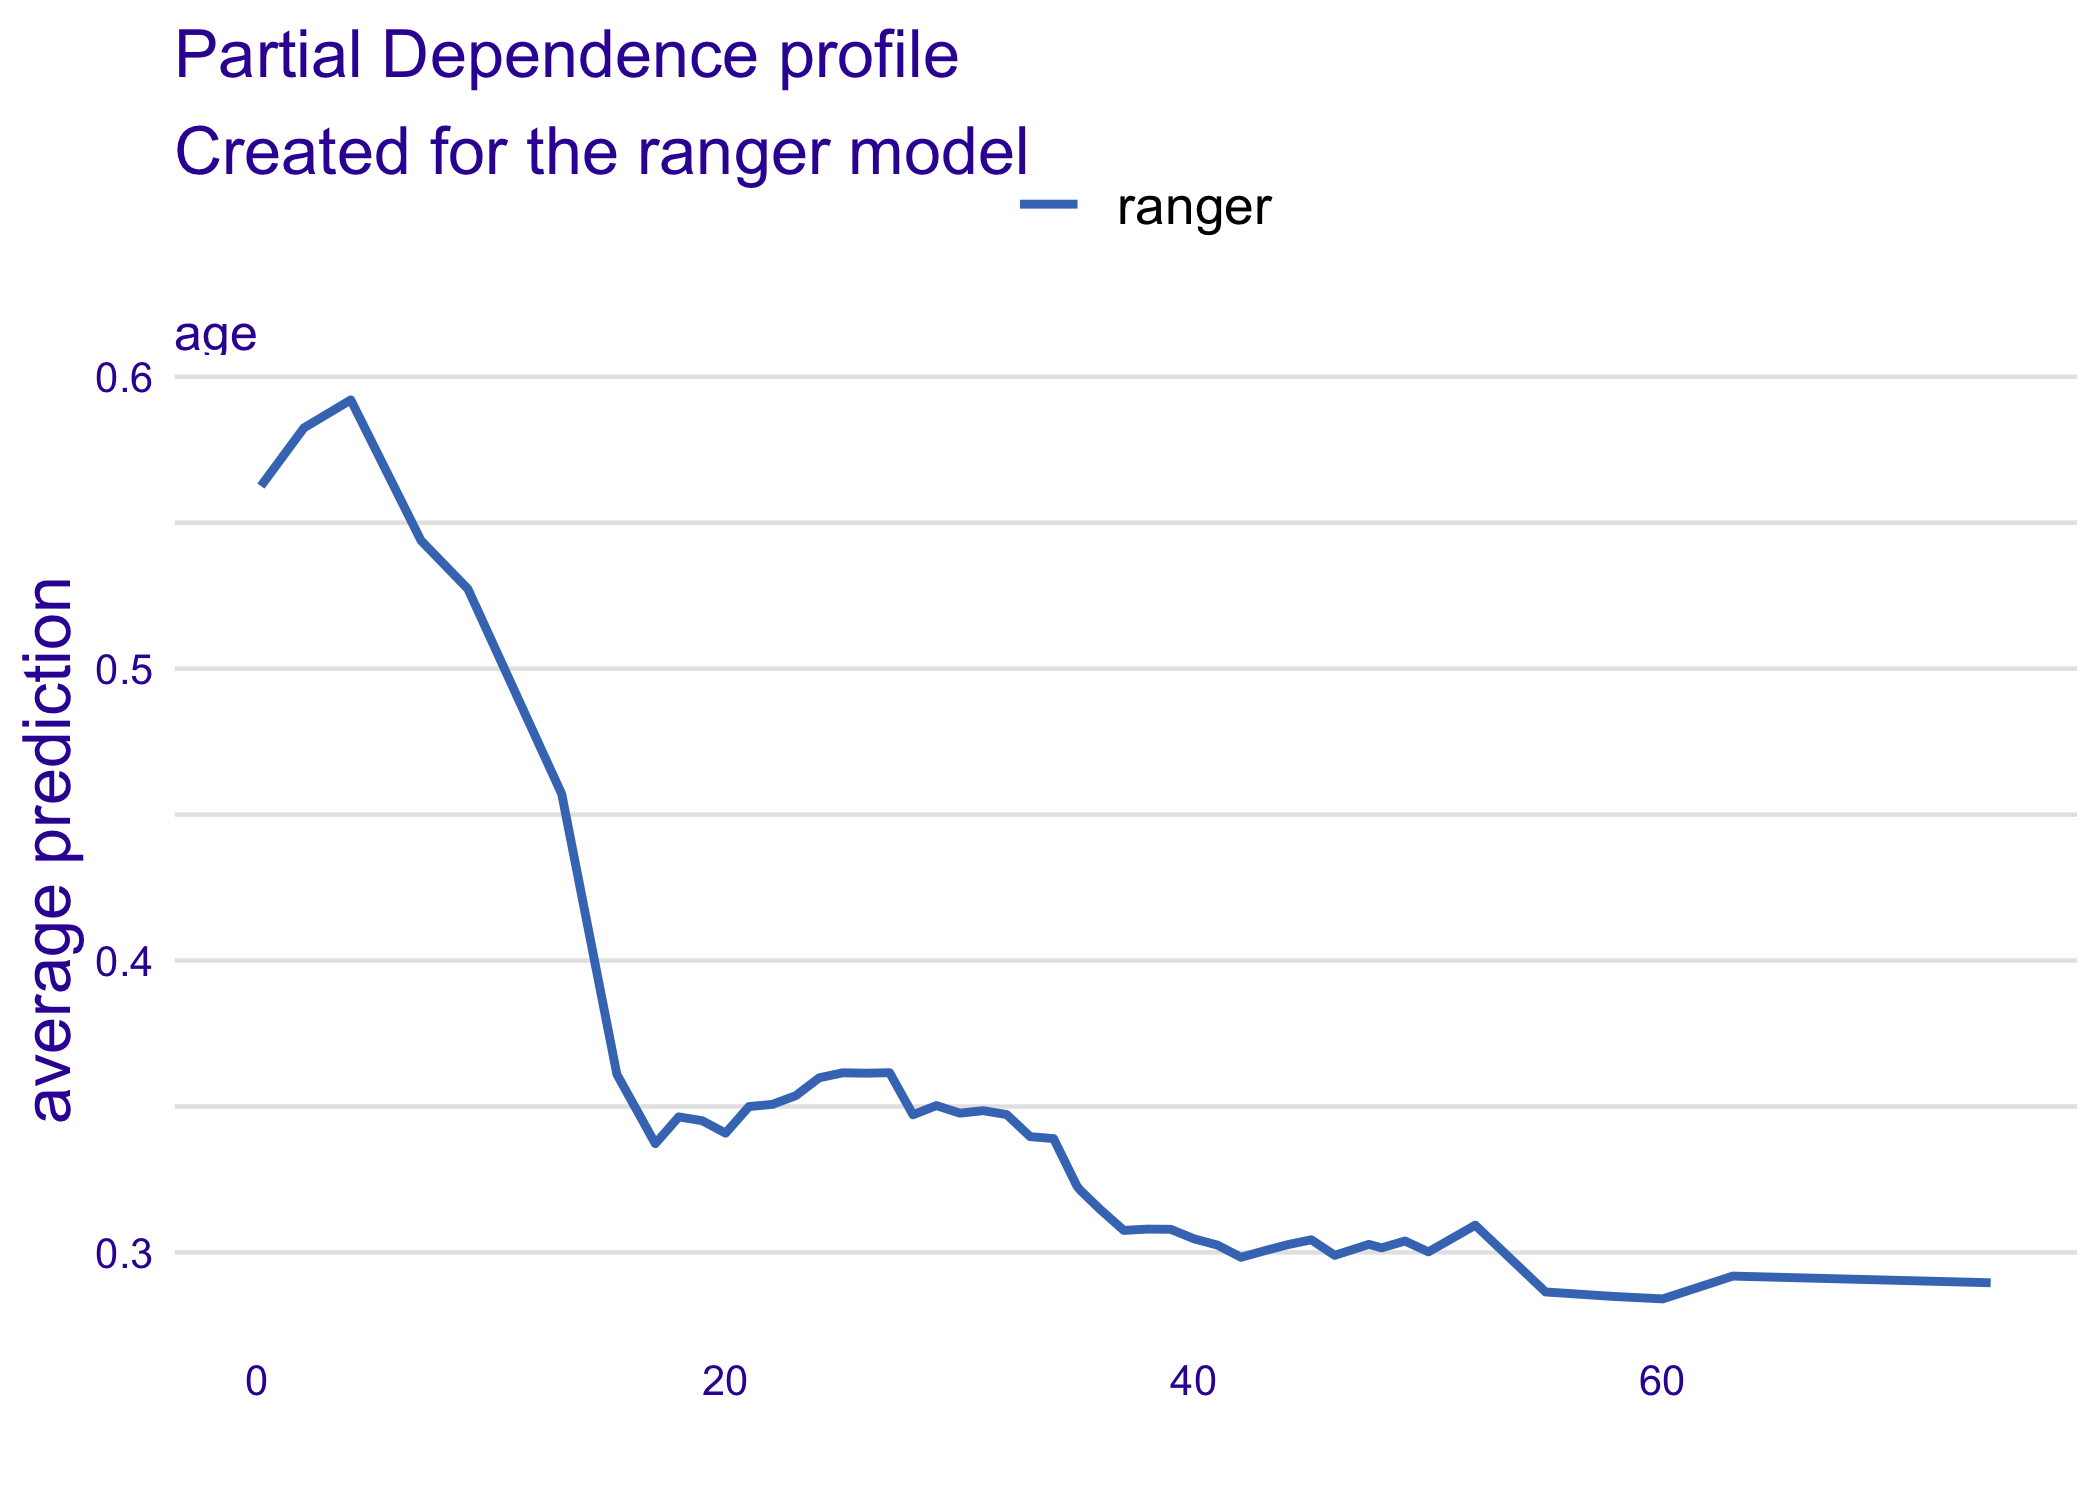 Partial Dependence profile
Created for the ranger model
ranger
age
average prediction
0.6
0.5
0.4
0.3
0 20 40 60